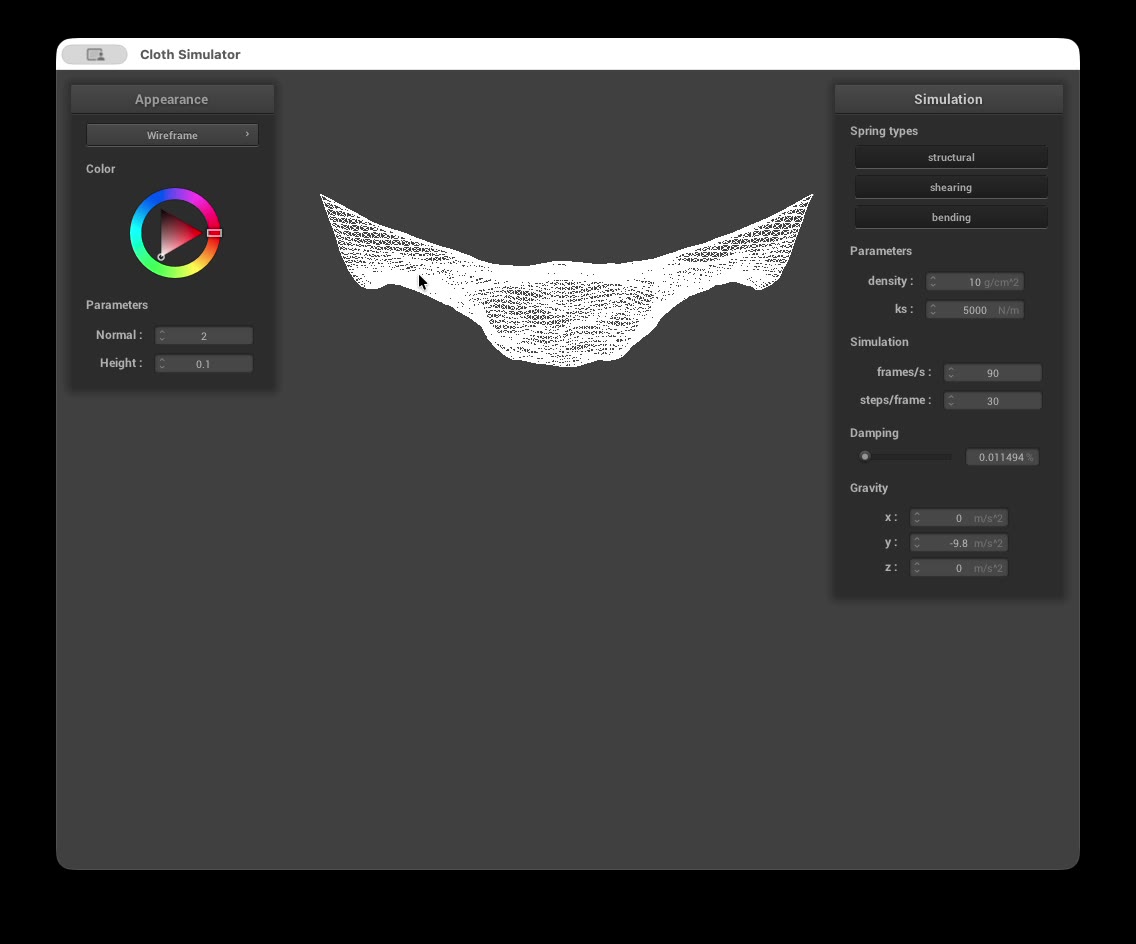 Cloth Simulator
Appearance
Wireframe
Color
Parameters
Normal : 2
Height : 0.1
Simulation
Spring types
structural
shearing
bending
Parameters
density : 10 g/cm^2
ks : 5000 N/m
Simulation
frames/s : 90
steps/frame : 30
Damping
0.011494 %
Gravity
x : 0 m/s^2
y : -9.8 m/s^2
z : 0 m/s^2